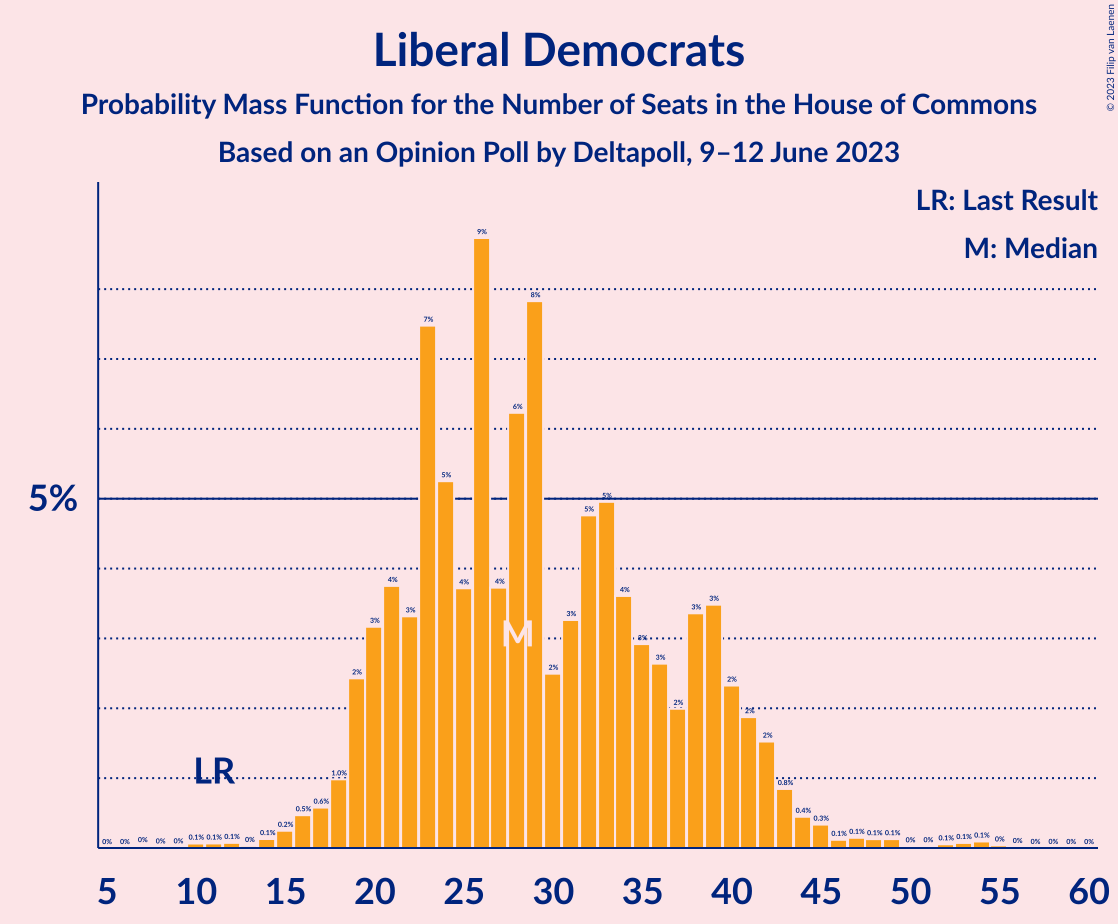 Liberal Democrats
Probability Mass Function for the Number of Seats in the House of Commons
Based on an Opinion Poll by Deltapoll, 9–12 June 2023
© 2023 Filip van Laenen
LR: Last Result
M: Median
5%
0% 0% 0% 0% 0% 0.1% 0.1% 0.1% 0% 0.1% 0.2% 0.5% 0.6% 1.0% 2% 3% 4% 3% 7% 5% 4% 9% 4% 6% 8% 2% 3% 5% 5% 4% 3% 3% 2% 3% 3% 2% 2% 2% 0.8% 0.4% 0.3% 0.1% 0.1% 0.1% 0.1% 0% 0% 0.1% 0.1% 0.1% 0% 0% 0% 0% 0% 0%
M
LR
5 10 15 20 25 30 35 40 45 50 55 60